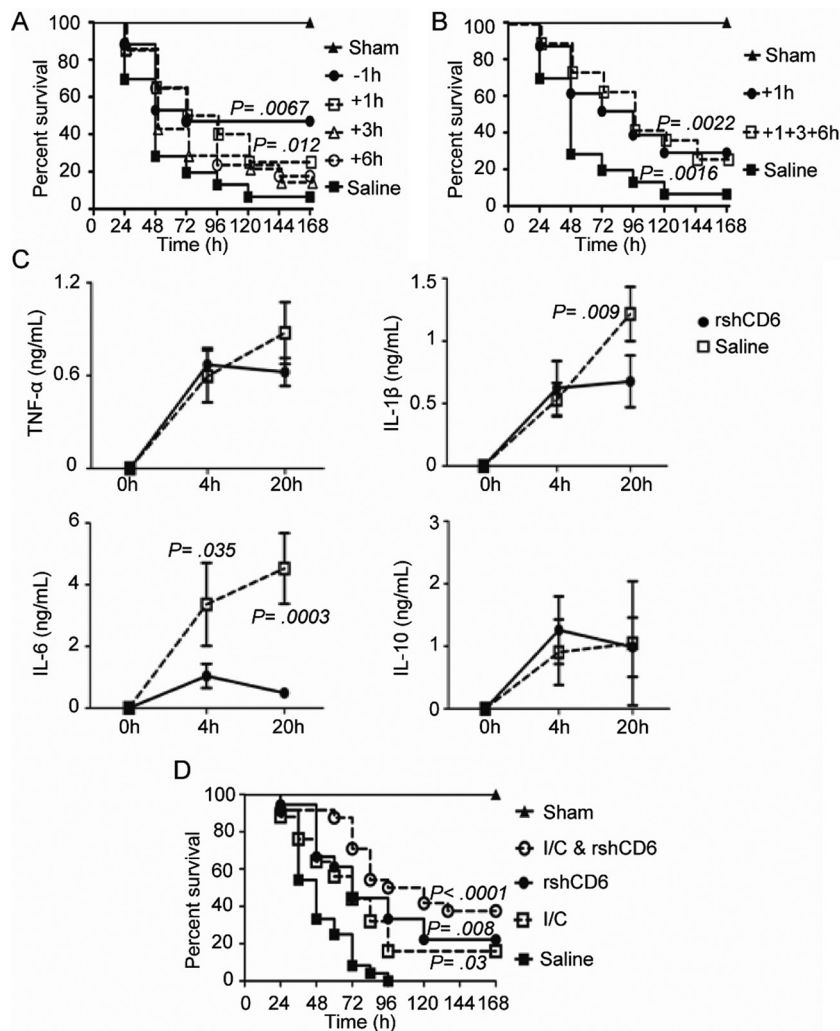 A
Percent survival
100
80
60
40
20
0
0 24 48 72 96 120 144 168
Time (h)
P= .0067
P= .012
Sham
-1h
+1h
+3h
+6h
Saline
B
Percent survival
100
80
60
40
20
0
0 24 48 72 96 120 144 168
Time (h)
P= .0022
P= .0016
Sham
+1h
+1+3+6h
Saline
C
TNF-α (ng/mL)
1.2
0.6
0
0h 4h 20h
IL-1β (ng/mL)
1.5
1
0.5
0
0h 4h 20h
P= .009
rshCD6
Saline
IL-6 (ng/mL)
6
4
2
0
0h 4h 20h
P= .035
P= .0003
IL-10 (ng/mL)
3
2
1
0
0h 4h 20h
D
Percent survival
100
80
60
40
20
0
0 24 48 72 96 120 144 168
Time (h)
P< .0001
P= .008
P= .03
Sham
I/C & rshCD6
rshCD6
I/C
Saline